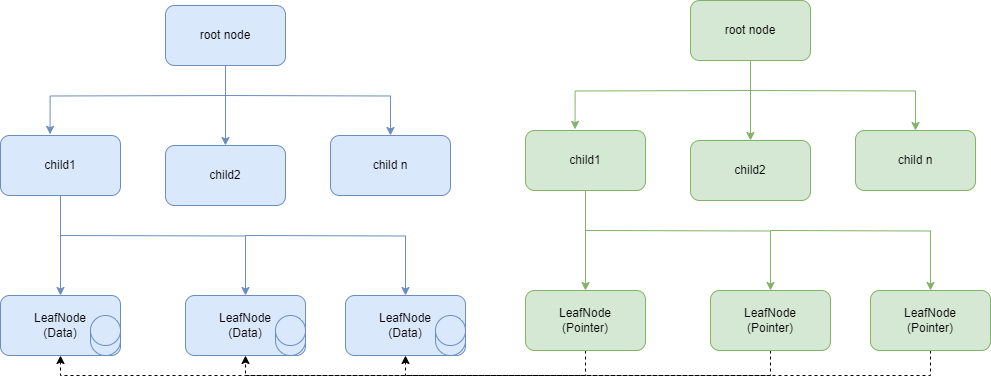 root node
child1
child2
child n
LeafNode
(Data)
LeafNode
(Data)
LeafNode
(Data)
root node
child1
child2
child n
LeafNode
(Pointer)
LeafNode
(Pointer)
LeafNode
(Pointer)